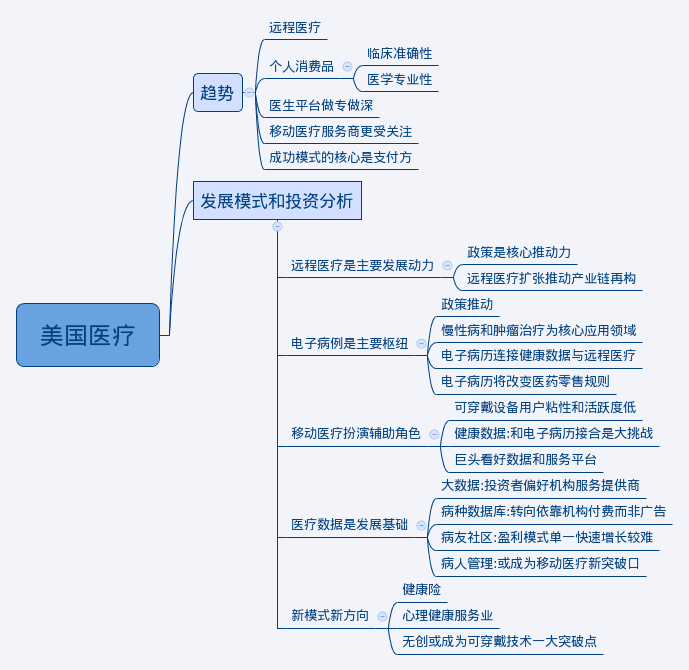 美国医疗
趋势
远程医疗
个人消费品
临床准确性
医学专业性
医生平台做专做深
移动医疗服务商更受关注
成功模式的核心是支付方
发展模式和投资分析
远程医疗是主要发展动力
政策是核心推动力
远程医疗扩张推动产业链再构
电子病例是主要枢纽
政策推动
慢性病和肿瘤治疗为核心应用领域
电子病历连接健康数据与远程医疗
电子病历将改变医药零售规则
移动医疗扮演辅助角色
可穿戴设备用户粘性和活跃度低
健康数据:和电子病历接合是大挑战
巨头看好数据和服务平台
医疗数据是发展基础
大数据:投资者偏好机构服务提供商
病种数据库:转向依靠机构付费而非广告
病友社区:盈利模式单一快速增长较难
病人管理:或成为移动医疗新突破口
新模式新方向
健康险
心理健康服务业
无创或成为可穿戴技术一大突破点